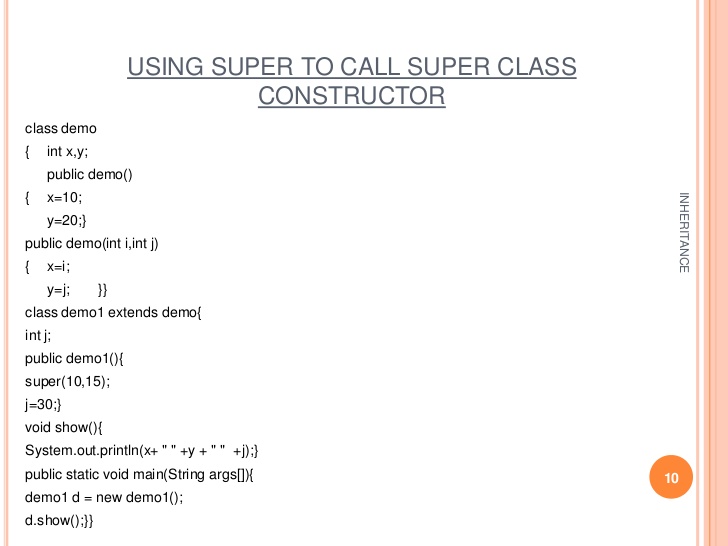 USING SUPER TO CALL SUPER CLASS
CONSTRUCTOR
class demo
{ int x,y;
public demo()
{ x=10;
y=20;}
public demo(int i,int j)
{ x=i;
y=j; }}
class demo1 extends demo{
int j;
public demo1(){
super(10,15);
j=30;}
void show(){
System.out.println(x+ " " +y + " " +j);}
public static void main(String args[]){
demo1 d = new demo1();
d.show();}}
INHERITANCE
10